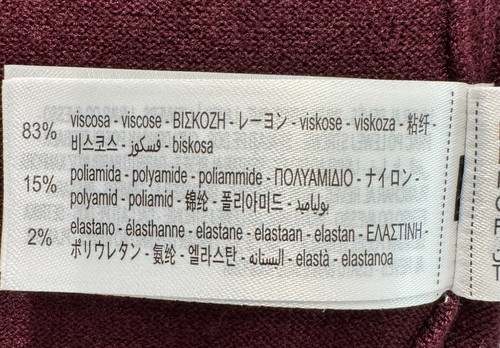 83% viscosa - viscose - ΒΙΣΚΟΖΗ - レーヨン - viskose - viskoza - 粘纤 -
비스코스 - فسكوز - biskosa
15% poliamida - polyamide - poliammide - ΠΟΛΥΑΜΙΔΙΟ - ナイロン -
polyamid - poliamid - 锦纶 - 폴리아미드 - بولياميد
2% elastano - élasthanne - elastane - elastaan - elastan - ΕΛΑΣΤΙΝΗ -
ポリウレタン - 氨纶 - 엘라스탄 - البستانه - elastà - elastanoa